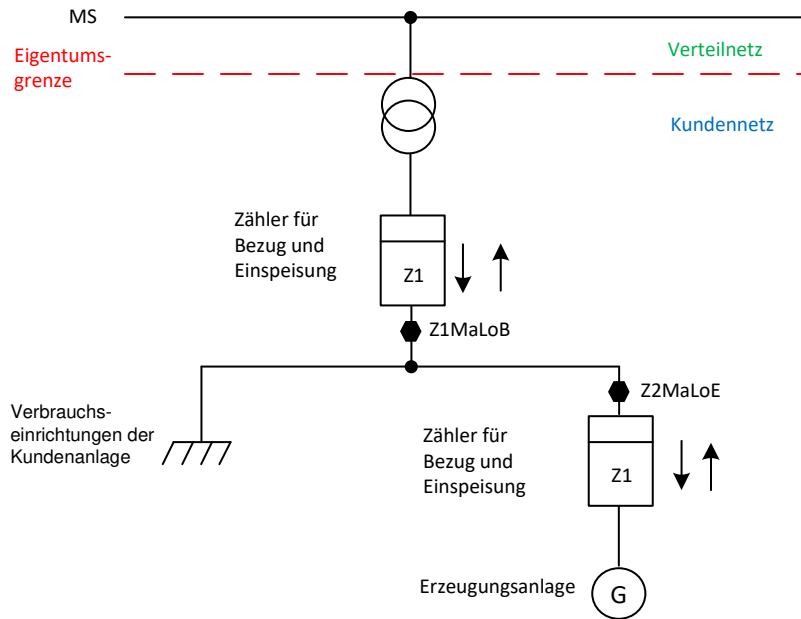 MS
Eigentums-
grenze
Verteilnetz
Kundennetz
Zähler für
Bezug und
Einspeisung
Z1
Z1MaLoB
Z2MaLoE
Verbrauchs-
einrichtungen der
Kundenanlage
Zähler für
Bezug und
Einspeisung
Z1
Erzeugungsanlage
G